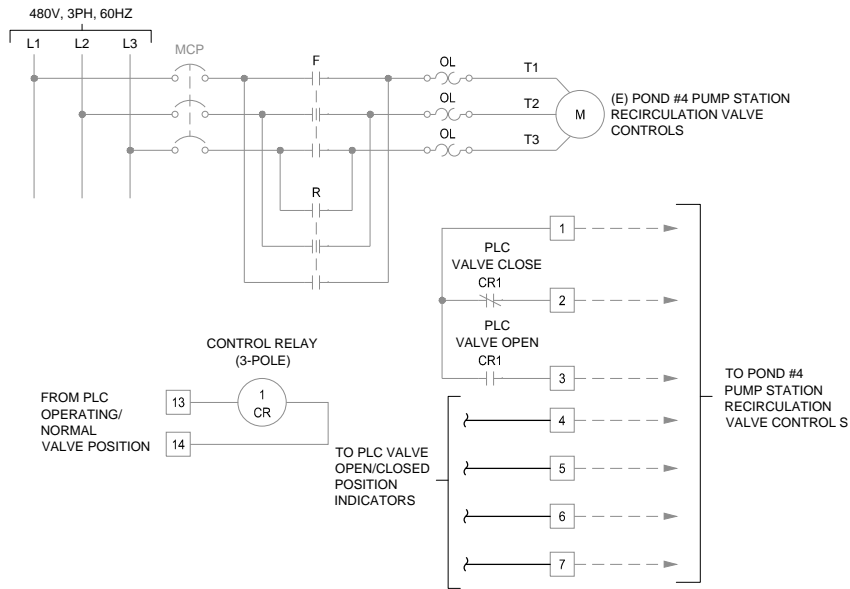 480V, 3PH, 60HZ
L1 L2 L3
MCP
F
OL
T1
OL
T2
OL
T3
M
(E) POND #4 PUMP STATION
RECIRCULATION VALVE
CONTROLS
R
1
PLC
VALVE CLOSE
CR1
2
PLC
VALVE OPEN
CR1
3
TO POND #4
PUMP STATION
RECIRCULATION
VALVE CONTROL S
CONTROL RELAY
(3-POLE)
FROM PLC
OPERATING/
NORMAL
VALVE POSITION
13
14
1
CR
TO PLC VALVE
OPEN/CLOSED
POSITION
INDICATORS
4
5
6
7